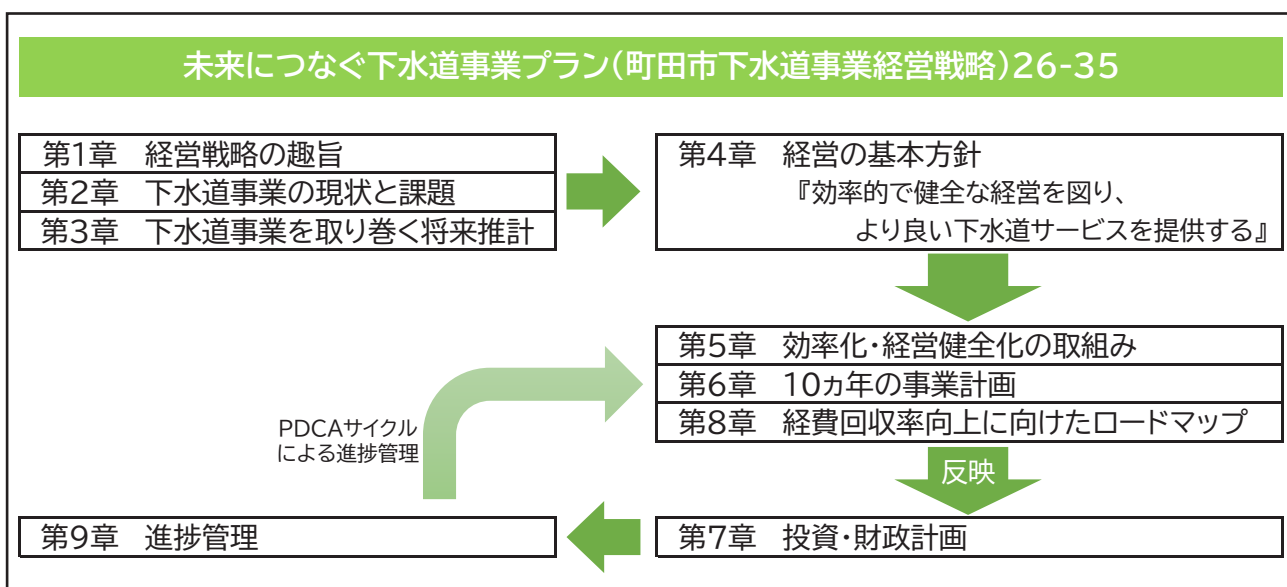 未来につなぐ下水道事業プラン(町田市下水道事業経営戦略)26-35
第1章 経営戦略の趣旨
第2章 下水道事業の現状と課題
第3章 下水道事業を取り巻く将来推計
第4章 経営の基本方針
『効率的で健全な経営を図り、
より良い下水道サービスを提供する』
第5章 効率化・経営健全化の取組み
第6章 10ヵ年の事業計画
第8章 経費回収率向上に向けたロードマップ
反映
第7章 投資・財政計画
第9章 進捗管理
PDCAサイクル
による進捗管理